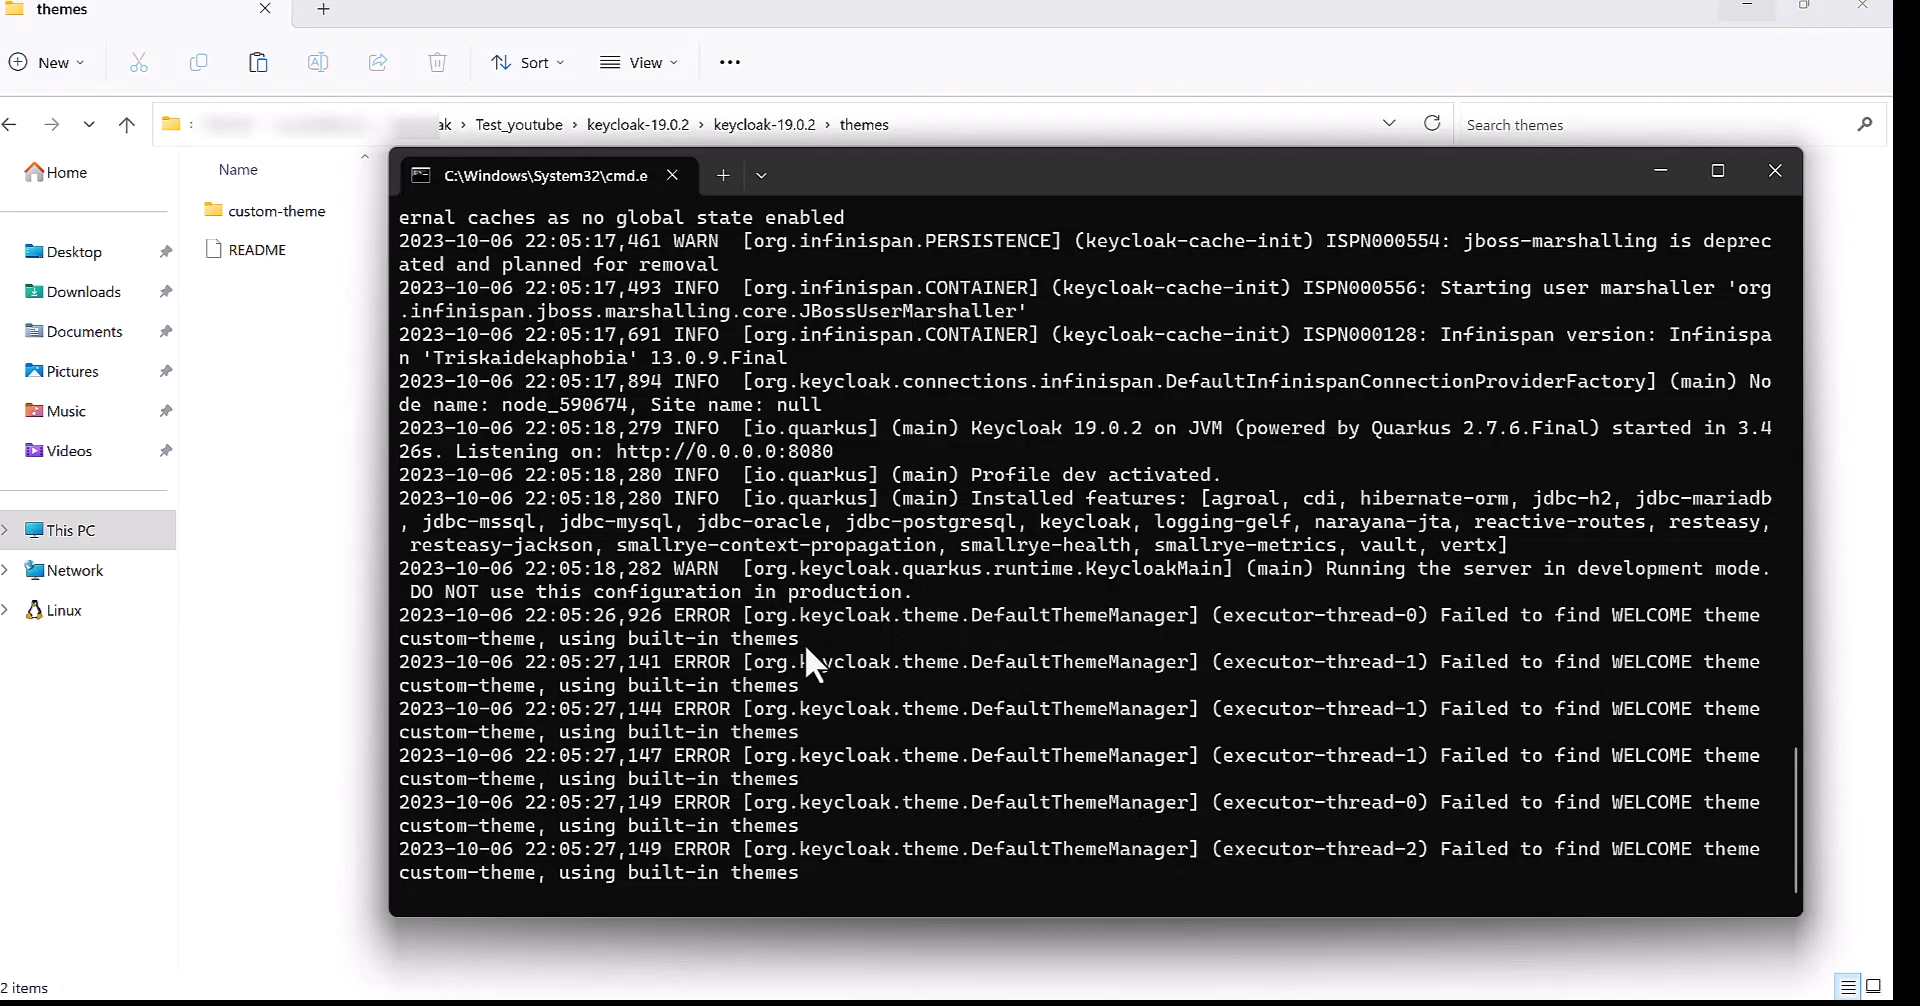 themes
New
Sort
View
ak > Test_youtube > keycloak-19.0.2 > keycloak-19.0.2 > themes
Search themes
Home
Desktop
Downloads
Documents
Pictures
Music
Videos
This PC
Network
Linux
Name
custom-theme
README
C:\Windows\System32\cmd.e
ernal caches as no global state enabled
2023-10-06 22:05:17,461 WARN  [org.infinispan.PERSISTENCE] (keycloak-cache-init) ISPN000554: jboss-marshalling is deprec
ated and planned for removal
2023-10-06 22:05:17,493 INFO  [org.infinispan.CONTAINER] (keycloak-cache-init) ISPN000556: Starting user marshaller 'org
.infinispan.jboss.marshalling.core.JBossUserMarshaller'
2023-10-06 22:05:17,691 INFO  [org.infinispan.CONTAINER] (keycloak-cache-init) ISPN000128: Infinispan version: Infinispa
n 'Triskaidekaphobia' 13.0.9.Final
2023-10-06 22:05:17,894 INFO  [org.keycloak.connections.infinispan.DefaultInfinispanConnectionProviderFactory] (main) No
de name: node_590674, Site name: null
2023-10-06 22:05:18,279 INFO  [io.quarkus] (main) Keycloak 19.0.2 on JVM (powered by Quarkus 2.7.6.Final) started in 3.4
26s. Listening on: http://0.0.0.0:8080
2023-10-06 22:05:18,280 INFO  [io.quarkus] (main) Profile dev activated.
2023-10-06 22:05:18,280 INFO  [io.quarkus] (main) Installed features: [agroal, cdi, hibernate-orm, jdbc-h2, jdbc-mariadb
, jdbc-mssql, jdbc-mysql, jdbc-oracle, jdbc-postgresql, keycloak, logging-gelf, narayana-jta, reactive-routes, resteasy,
 resteasy-jackson, smallrye-context-propagation, smallrye-health, smallrye-metrics, vault, vertx]
2023-10-06 22:05:18,282 WARN  [org.keycloak.quarkus.runtime.KeycloakMain] (main) Running the server in development mode.
 DO NOT use this configuration in production.
2023-10-06 22:05:26,926 ERROR [org.keycloak.theme.DefaultThemeManager] (executor-thread-0) Failed to find WELCOME theme
custom-theme, using built-in themes
2023-10-06 22:05:27,141 ERROR [org.keycloak.theme.DefaultThemeManager] (executor-thread-1) Failed to find WELCOME theme
custom-theme, using built-in themes
2023-10-06 22:05:27,144 ERROR [org.keycloak.theme.DefaultThemeManager] (executor-thread-1) Failed to find WELCOME theme
custom-theme, using built-in themes
2023-10-06 22:05:27,147 ERROR [org.keycloak.theme.DefaultThemeManager] (executor-thread-1) Failed to find WELCOME theme
custom-theme, using built-in themes
2023-10-06 22:05:27,149 ERROR [org.keycloak.theme.DefaultThemeManager] (executor-thread-0) Failed to find WELCOME theme
custom-theme, using built-in themes
2023-10-06 22:05:27,149 ERROR [org.keycloak.theme.DefaultThemeManager] (executor-thread-2) Failed to find WELCOME theme
custom-theme, using built-in themes
2 items